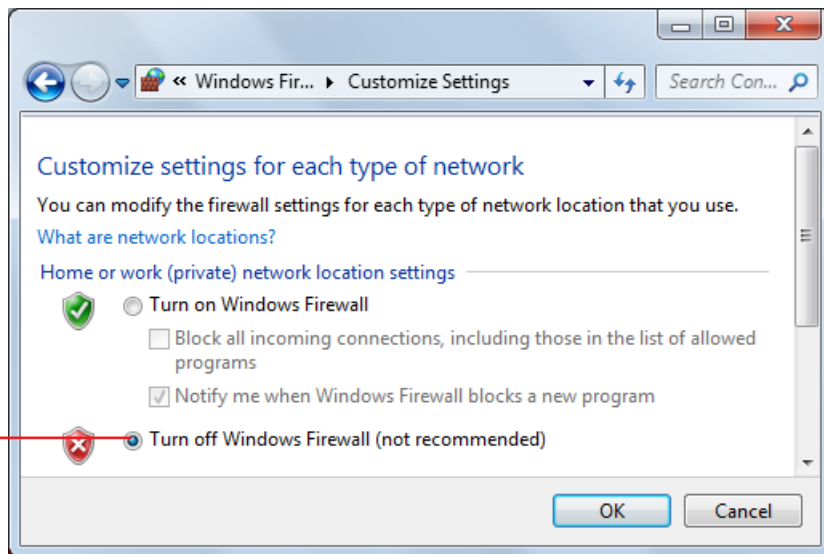 « Windows Fir... ▸ Customize Settings
Search Con...
Customize settings for each type of network
You can modify the firewall settings for each type of network location that you use.
What are network locations?
Home or work (private) network location settings
Turn on Windows Firewall
Block all incoming connections, including those in the list of allowed
programs
Notify me when Windows Firewall blocks a new program
Turn off Windows Firewall (not recommended)
OK
Cancel